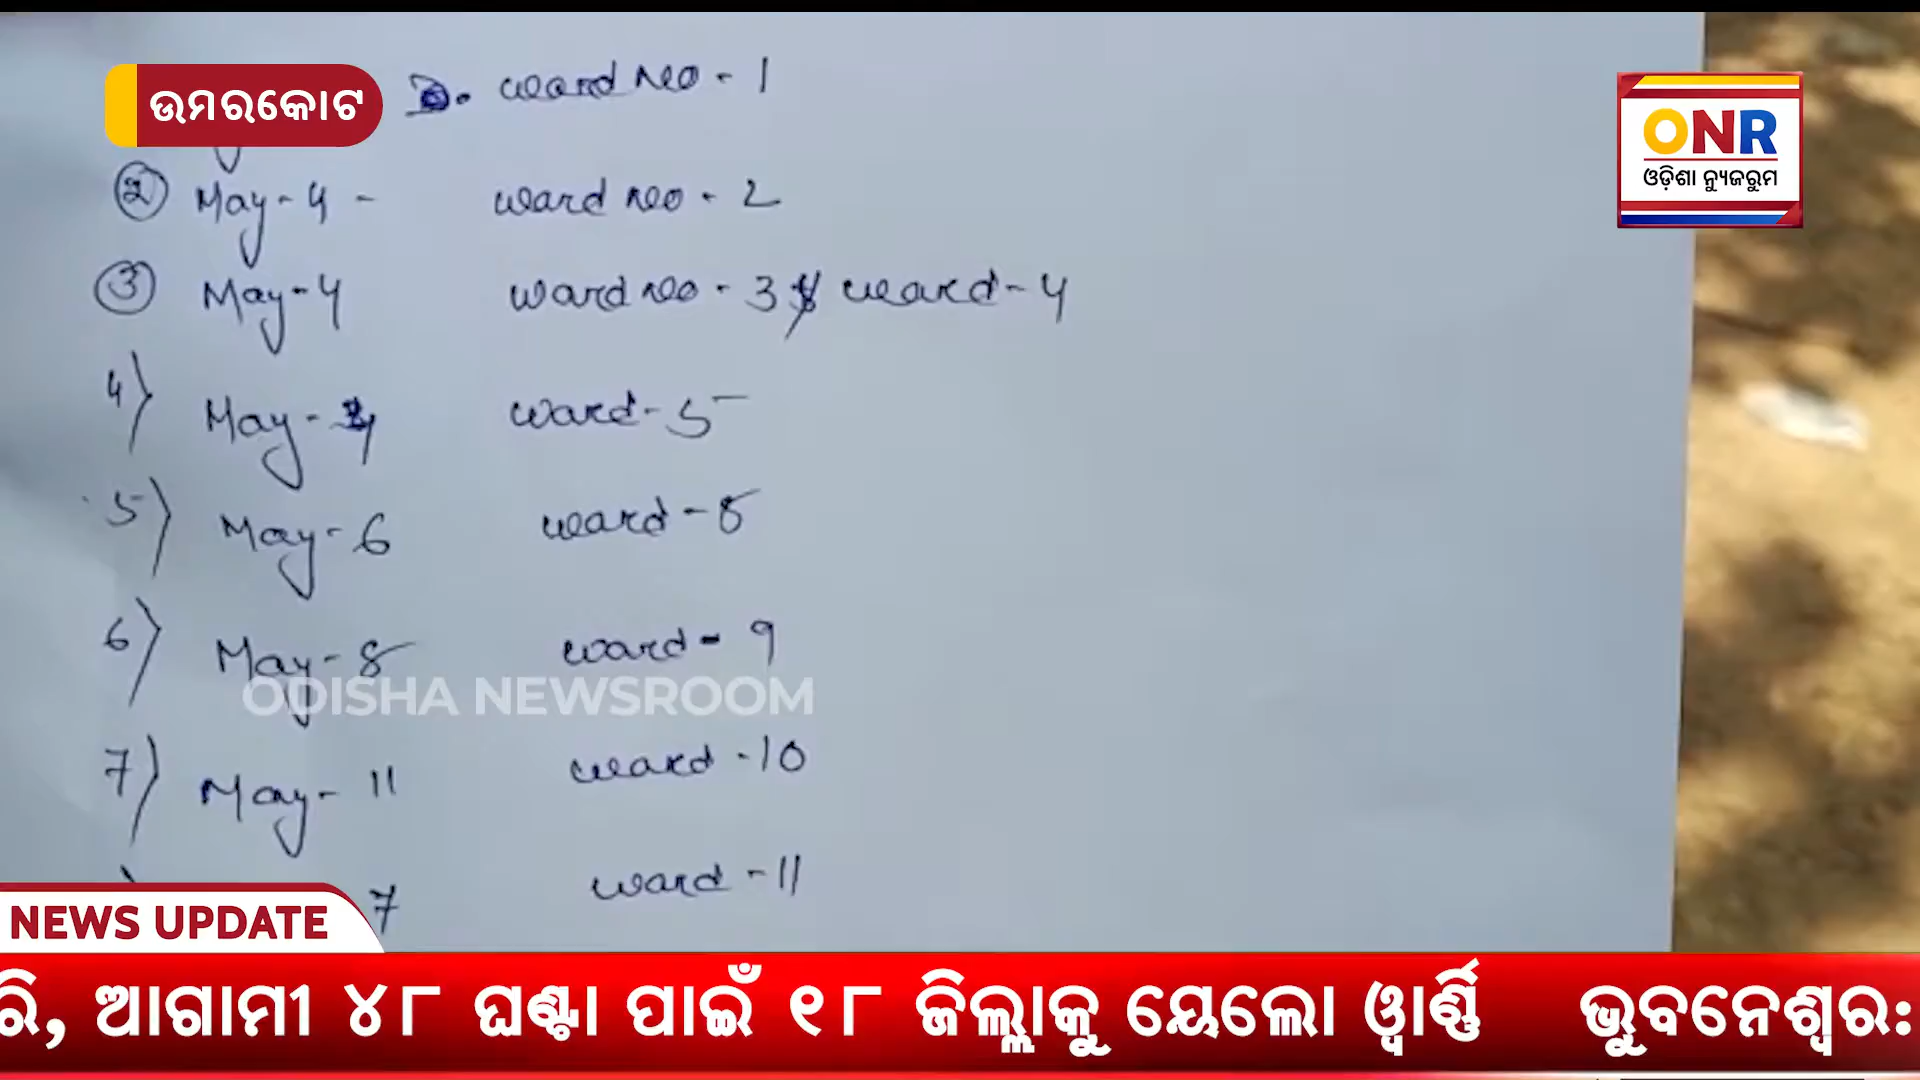 ଉମରକୋଟ
ward no - 1
ONR
ଓଡ଼ିଶା ନ୍ୟୁଜରୁମ
2 May - 4 - ward no - 2
3 May - 4 ward no - 3 & ward - 4
4) May - 4 ward - 5
5) May - 6 ward - 8
6) May - 8 ward - 9
ODISHA NEWSROOM
7) May - 11 ward - 10
7 ward - 11
NEWS UPDATE
ରି, ଆଗାମୀ ୪୮ ଘଣ୍ଟା ପାଇଁ ୧୮ ଜିଲ୍ଲାକୁ ୟେଲୋ ୱାର୍ଣ୍ଣି ଭୁବନେଶ୍ୱର: